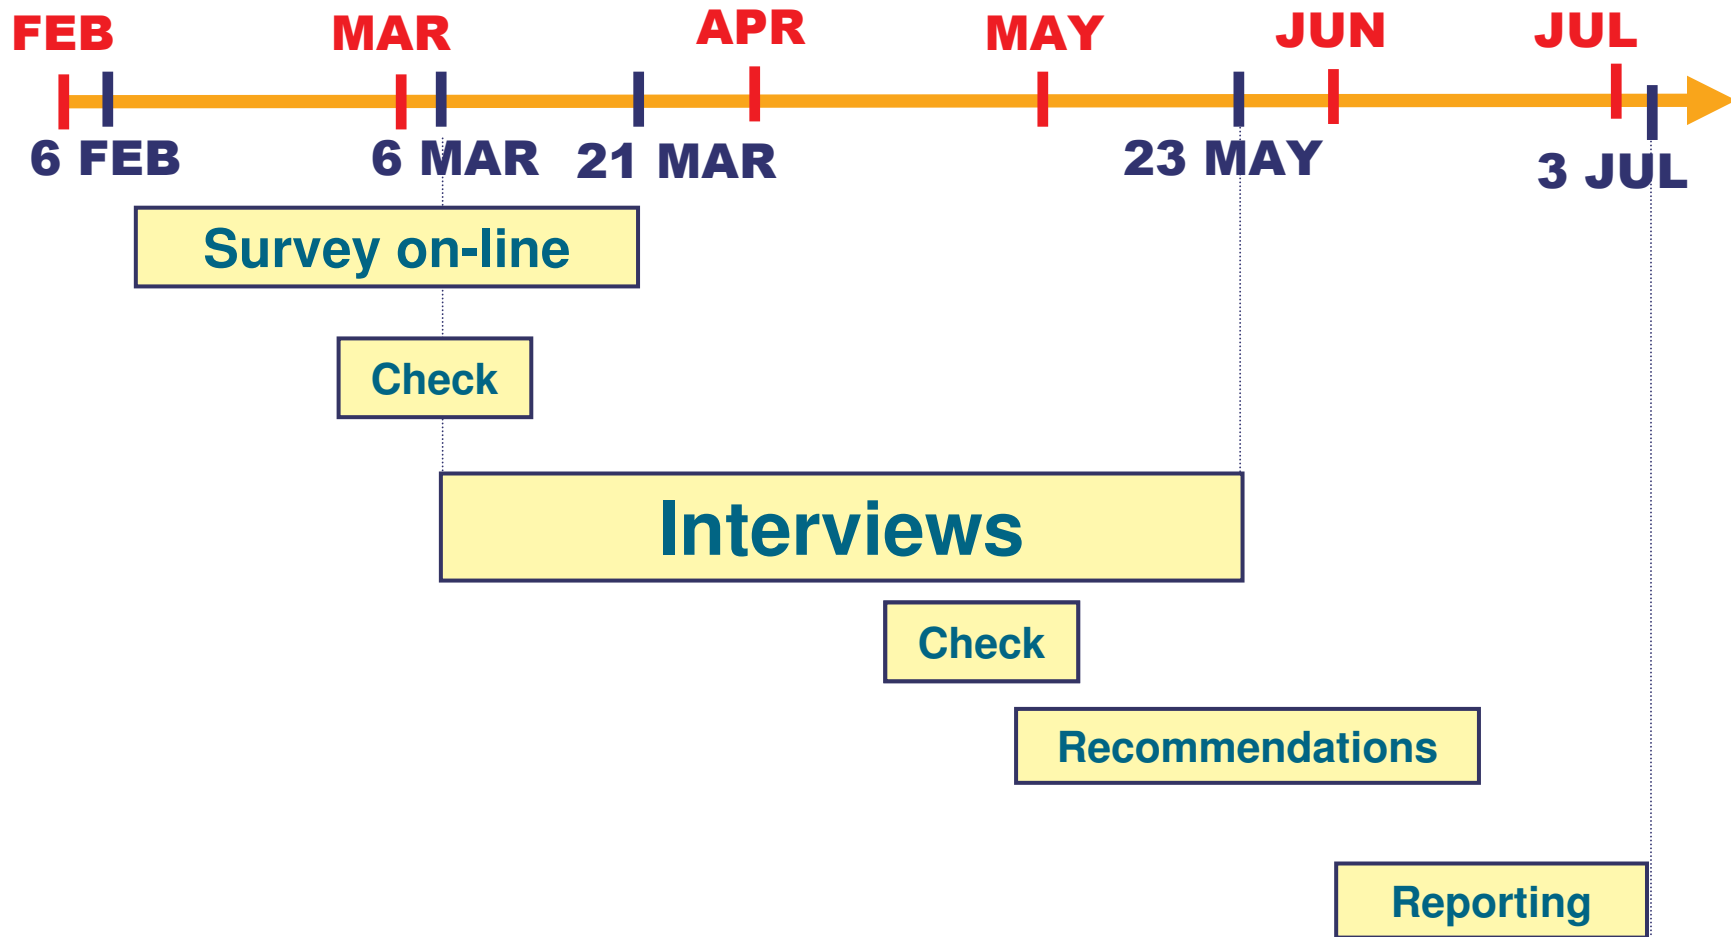 FEB MAR APR MAY JUN JUL
6 FEB 6 MAR 21 MAR 23 MAY 3 JUL
Survey on-line
Check
Interviews
Check
Recommendations
Reporting